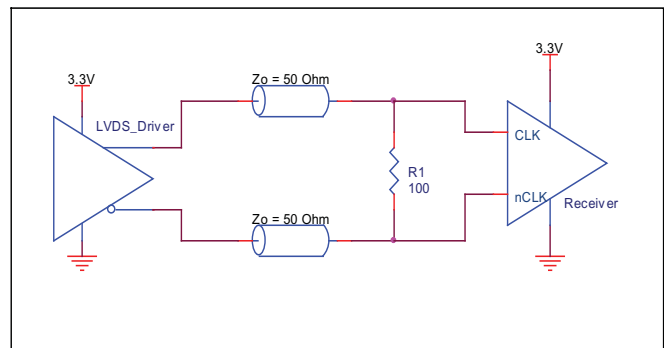 3.3V
LVDS_Driver
Zo = 50 Ohm
Zo = 50 Ohm
R1
100
3.3V
CLK
nCLK
Receiver